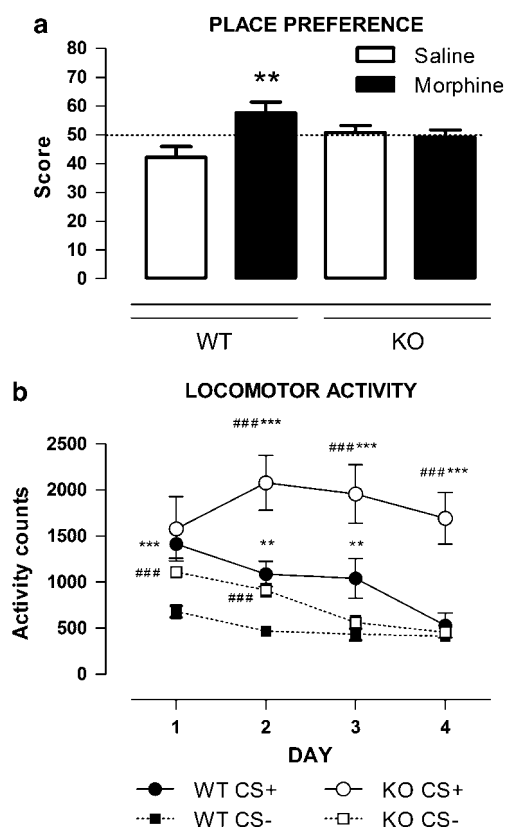 a
PLACE PREFERENCE
Saline
Morphine
Score
80
70
60
50
40
30
20
10
0
**
WT KO
b
LOCOMOTOR ACTIVITY
Activity counts
2500
2000
1500
1000
500
0
###***
###***
###***
***
**
**
###
###
1 2 3 4
DAY
WT CS+ KO CS+
WT CS- KO CS-